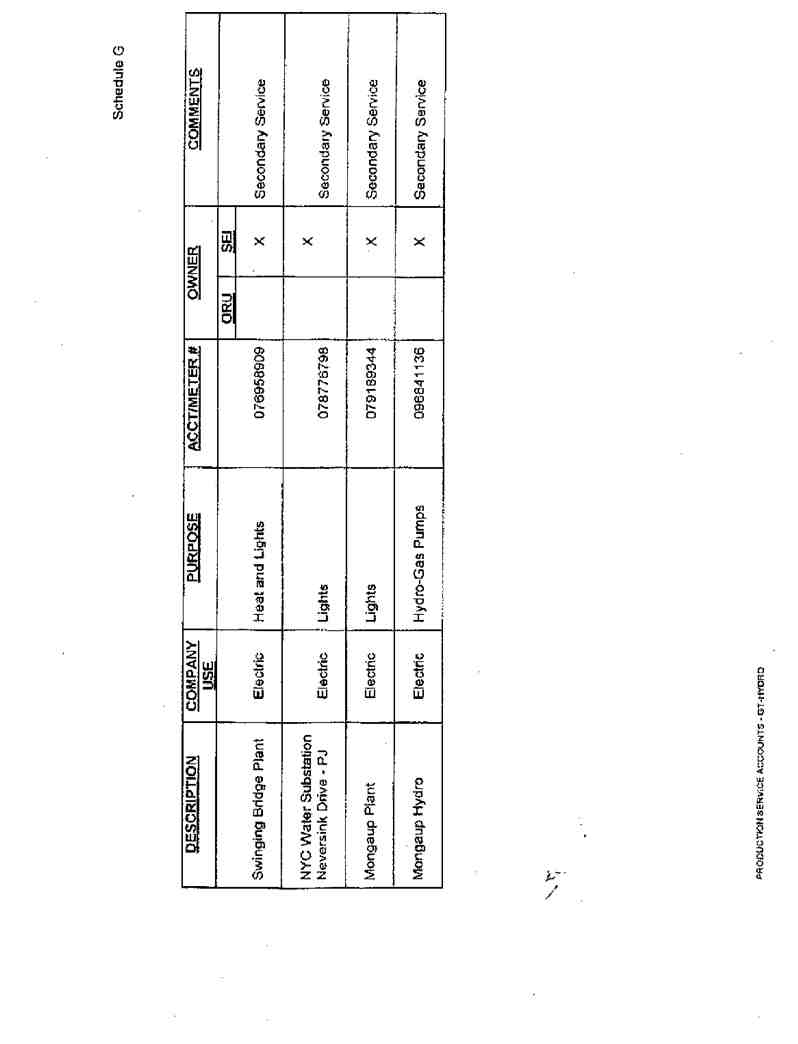 Schedule G
DESCRIPTION COMPANY USE PURPOSE ACCT/METER # OWNER COMMENTS
ORU SEI
Swinging Bridge Plant Electric Heat and Lights 076958909 X Secondary Service
NYC Water Substation
Neversink Drive - PJ Electric Lights 078776798 X Secondary Service
Mongaup Plant Electric Lights 079189344 X Secondary Service
Mongaup Hydro Electric Hydro-Gas Pumps 096841136 X Secondary Service
PRODUCTION SERVICE ACCOUNTS - GT-HYDRO